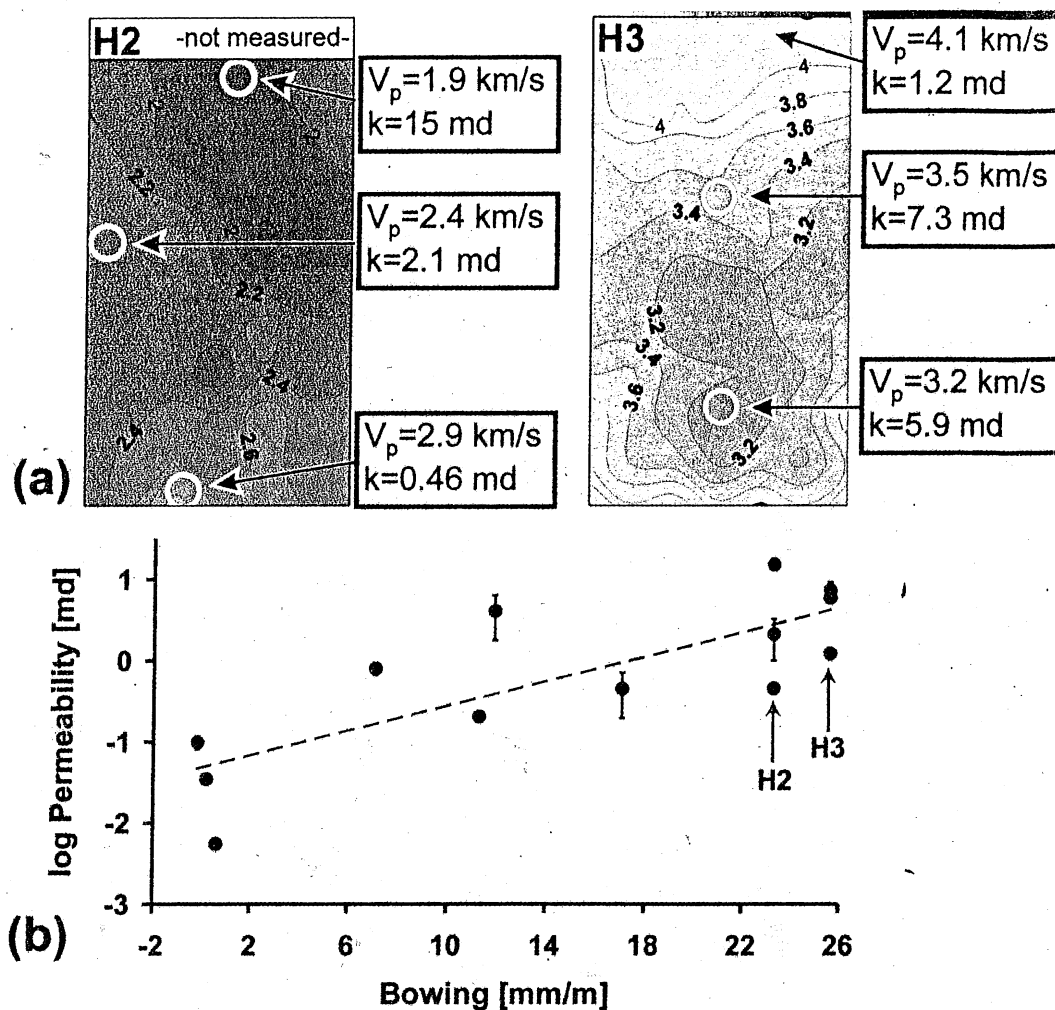 H2 -not measured-
V_p=1.9 km/s
k=15 md
V_p=2.4 km/s
k=2.1 md
V_p=2.9 km/s
k=0.46 md
2
2
2.2
2
2.2
2.4
2.4
2.6
(a)
H3
V_p=4.1 km/s
k=1.2 md
V_p=3.5 km/s
k=7.3 md
V_p=3.2 km/s
k=5.9 md
4
3.8
4
3.6
3.4
3.4
3.2
3.2
3.4
3.6
3.2
log Permeability [md]
1
0
-1
-2
-3
H2
H3
(b)
-2 2 6 10 14 18 22 26
Bowing [mm/m]